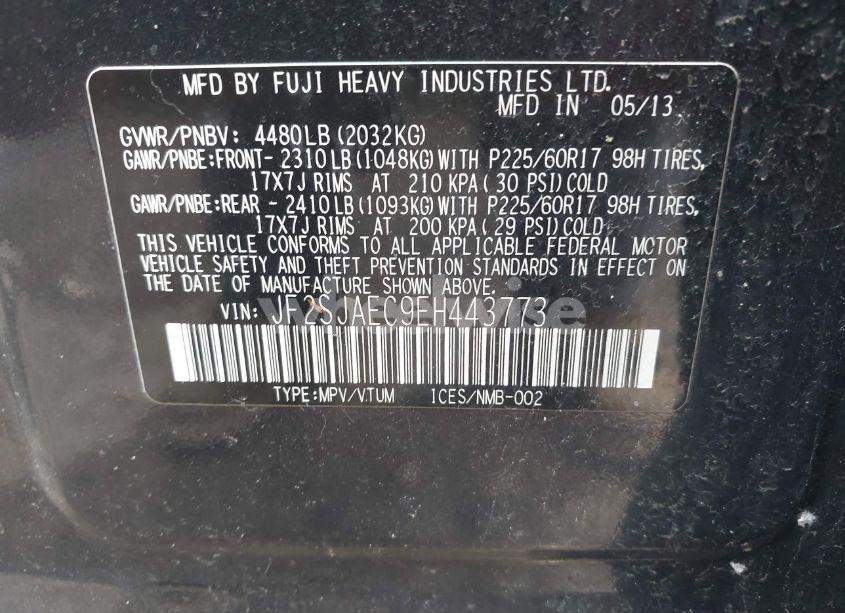 MFD BY FUJI HEAVY INDUSTRIES LTD.
MFD IN 05/13
GVWR/PNBV: 4480LB (2032KG)
GAWR/PNBE:FRONT- 2310LB(1048KG)WITH P225/60R17 98H TIRES,
17X7J RIMS AT 210 KPA( 30 PSI)COLD
GAWR/PNBE:REAR - 2410LB(1093KG)WITH P225/60R17 98H TIRES,
17X7J RIMS AT 200 KPA( 29 PSI)COLD
THIS VEHICLE CONFORMS TO ALL APPLICABLE FEDERAL MOTOR
VEHICLE SAFETY AND THEFT PREVENTION STANDARDS IN EFFECT ON
THE DATE OF MANUFACTURE SHOWN ABOVE.
VIN: JF2SJAEC9EH443773
TYPE:MPV/V.TUM ICES/NMB-002